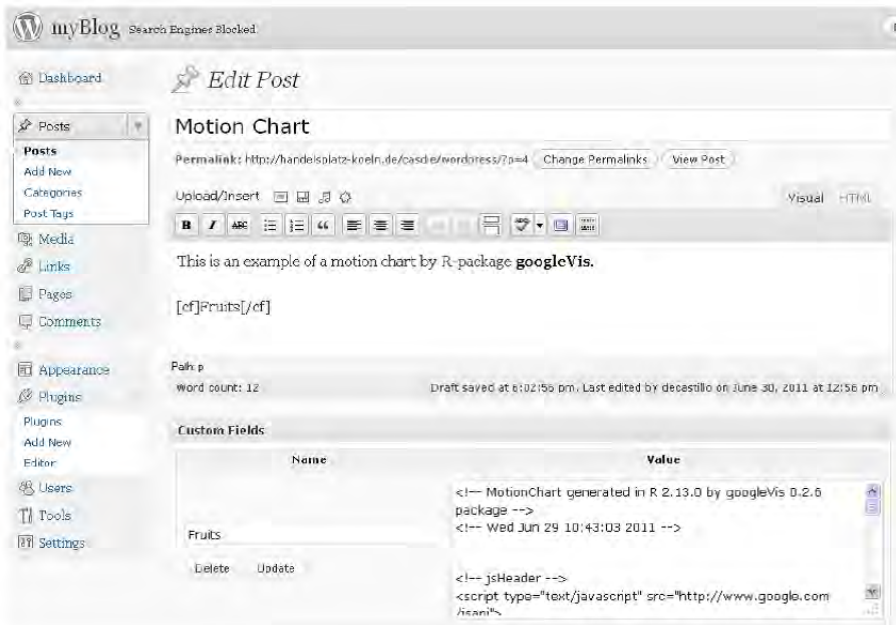 myBlog Search Engines Blocked
Dashboard
Posts
Posts
Add New
Categories
Post Tags
Media
Links
Pages
Comments
Appearance
Plugins
Plugins
Add New
Editor
Users
Tools
Settings
Edit Post
Motion Chart
Permalink: http://handelsplatz-koeln.de/casdie/wordpress/?p=4 Change Permalinks View Post
Upload/Insert
Visual HTML
B I ABC
This is an example of a motion chart by R-package googleVis.
[cf]Fruits[/cf]
Path: p
Word count: 12 Draft saved at 6:02:56 pm. Last edited by decastillo on June 30, 2011 at 12:56 pm
Custom Fields
Name Value
Fruits
Delete Update
<!-- MotionChart generated in R 2.13.0 by googleVis 0.2.6
package -->
<!-- Wed Jun 29 10:43:03 2011 -->
<!-- jsHeader -->
<script type="text/javascript" src="http://www.google.com
/jsapi">